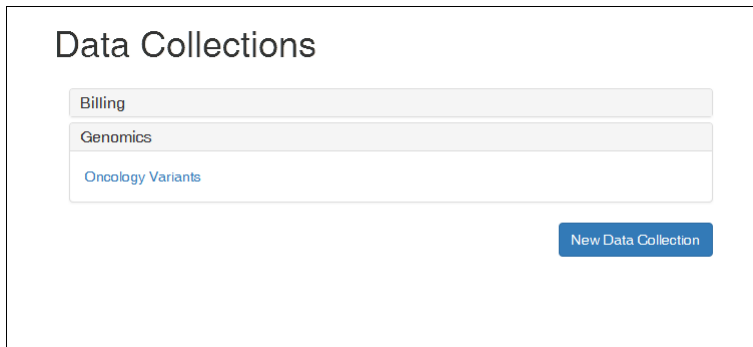 Data Collections
Billing
Genomics
Oncology Variants
New Data Collection